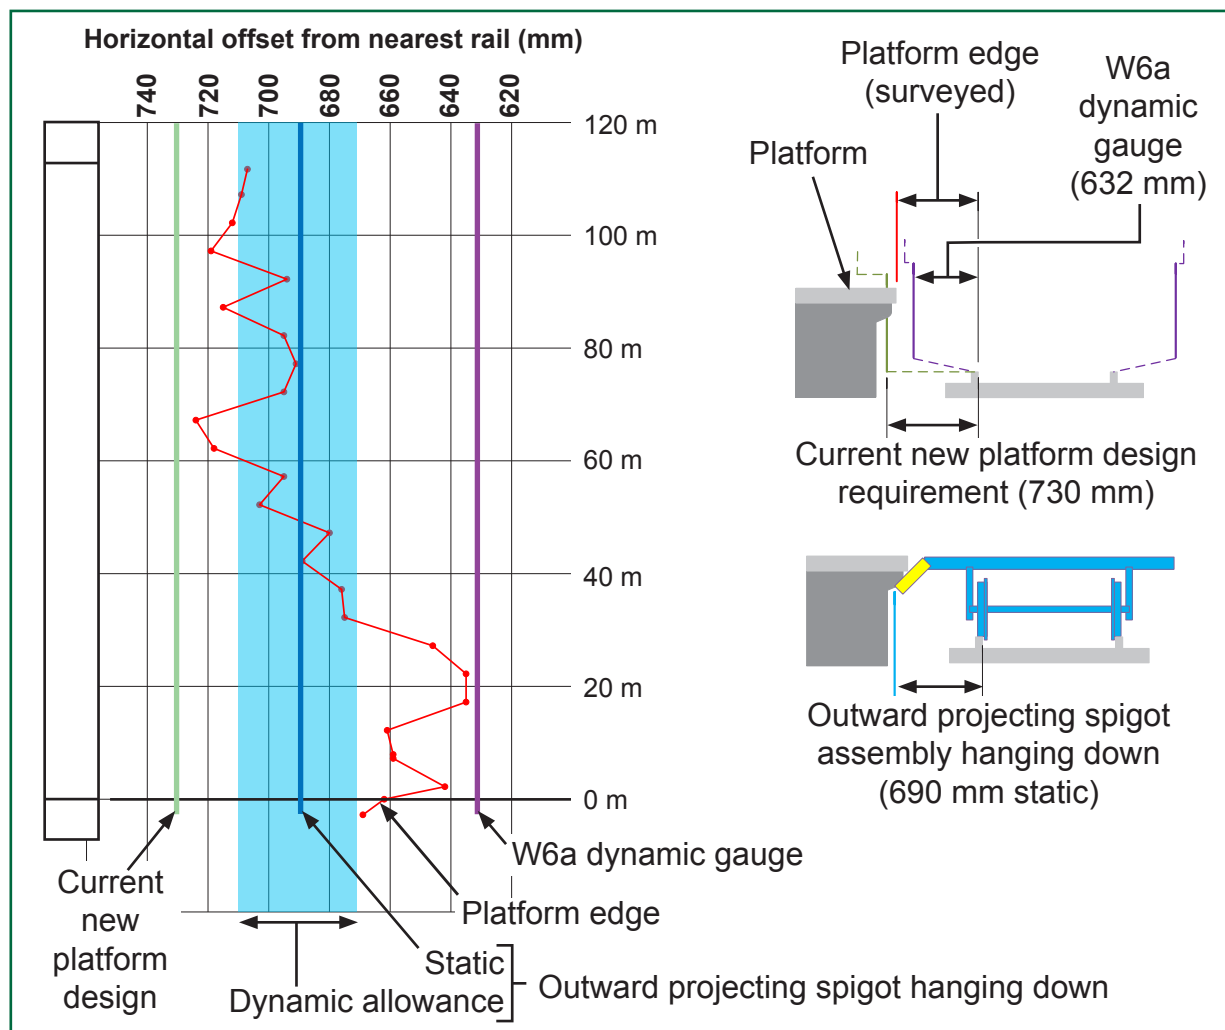 Horizontal offset from nearest rail (mm)
740
720
700
680
660
640
620
120 m
100 m
80 m
60 m
40 m
20 m
0 m
W6a dynamic gauge
Platform edge
Current
new
platform
design
Static
Dynamic allowance
Outward projecting spigot hanging down
Platform edge
(surveyed)
W6a
dynamic
gauge
(632 mm)
Platform
Current new platform design
requirement (730 mm)
Outward projecting spigot
assembly hanging down
(690 mm static)